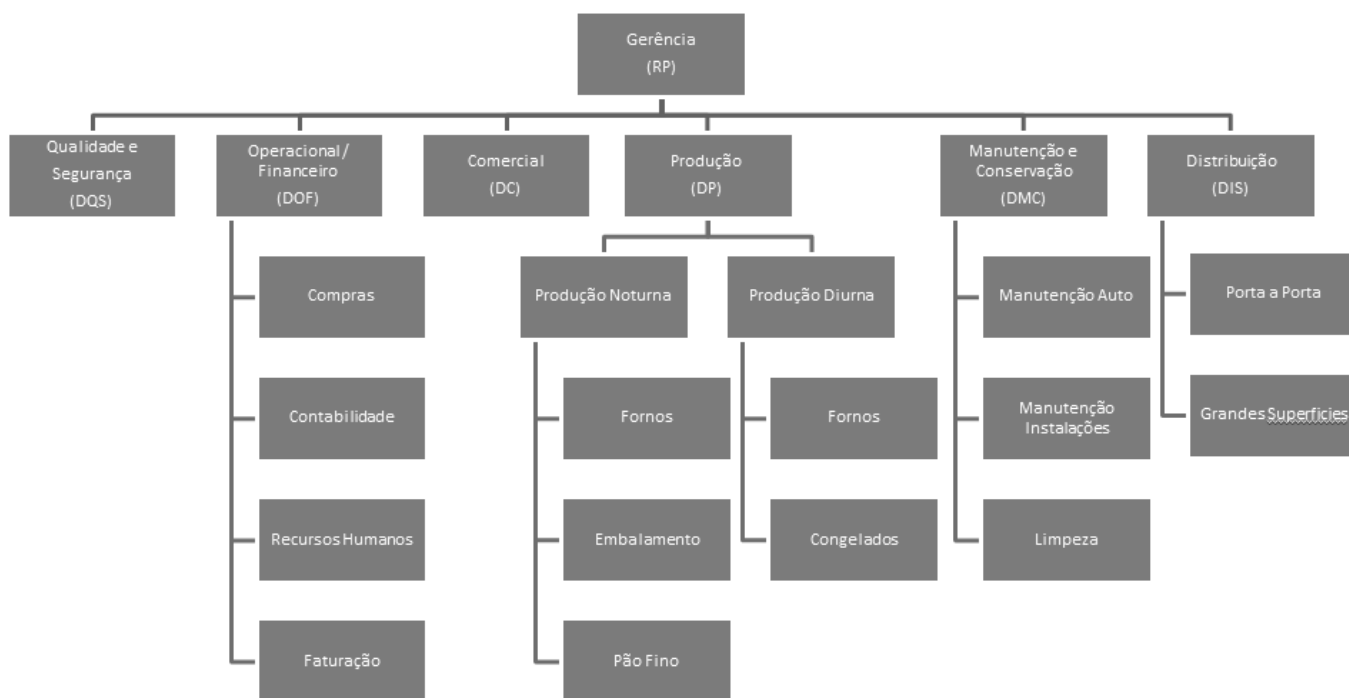 Gerência
(RP)
Qualidade e
Segurança
(DQS)
Operacional/
Financeiro
(DOF)
Comercial
(DC)
Produção
(DP)
Manutenção e
Conservação
(DMC)
Distribuição
(DIS)
Compras
Produção Noturna
Produção Diurna
Manutenção Auto
Porta a Porta
Contabilidade
Fornos
Fornos
Manutenção
Instalações
Grandes Superficies
Recursos Humanos
Embalamento
Congelados
Limpeza
Faturação
Pão Fino